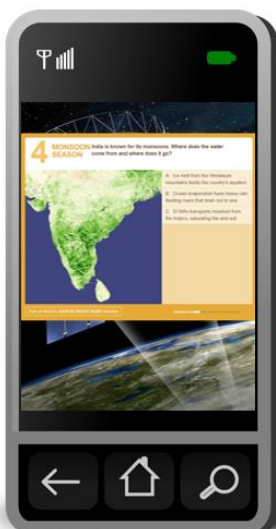 4 MONSOON SEASON
India is known for its monsoons. Where does the water
come from and where does it go?
A. Ice melt from the Himalayan
mountains feeds the country's aquifers
B. Ocean evaporation fuels heavy rain,
feeding rivers that drain out to sea
C. El Niño transports moisture from
the tropics, saturating the arid soil